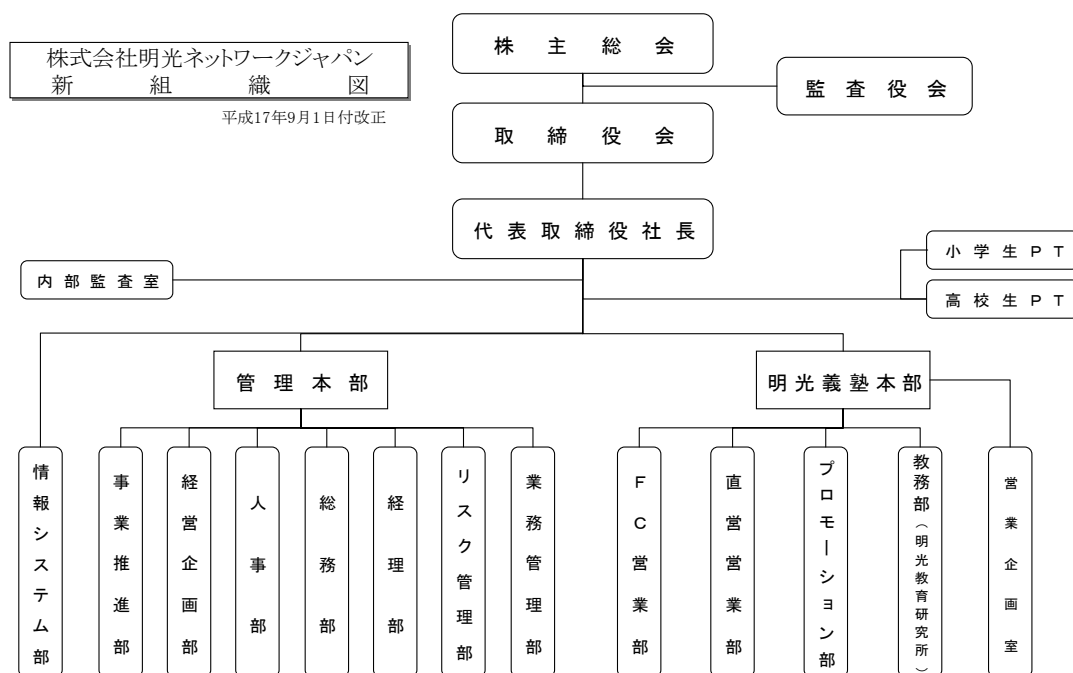 株式会社明光ネットワークジャパン
新組織図
平成17年9月1日付改正
株主総会
監査役会
取締役会
代表取締役社長
内部監査室
小学生PT
高校生PT
管理本部
明光義塾本部
情報システム部
事業推進部
経営企画部
人事部
総務部
経理部
リスク管理部
業務管理部
FC営業部
直営営業部
プロモーション部
教務部(明光教育研究所)
営業企画室